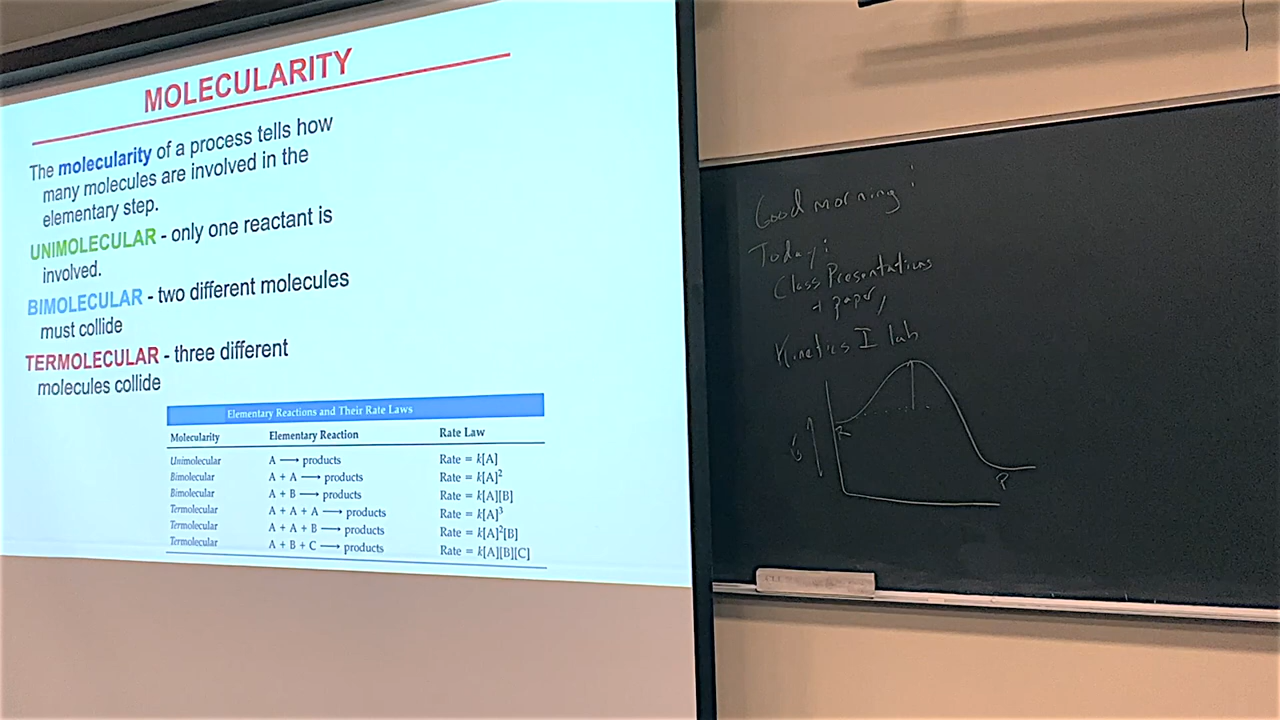 MOLECULARITY
The molecularity of a process tells how
many molecules are involved in the
elementary step.
UNIMOLECULAR - only one reactant is
involved.
BIMOLECULAR - two different molecules
must collide
TERMOLECULAR - three different
molecules collide
Elementary Reactions and Their Rate Laws
Molecularity Elementary Reaction Rate Law
Unimolecular A ⟶ products Rate = k[A]
Bimolecular A + A ⟶ products Rate = k[A]²
Bimolecular A + B ⟶ products Rate = k[A][B]
Termolecular A + A + A ⟶ products Rate = k[A]³
Termolecular A + A + B ⟶ products Rate = k[A]²[B]
Termolecular A + B + C ⟶ products Rate = k[A][B][C]
Good morning!
Today:
Class Presentations
+ paper,
Kinetics I lab
R
P